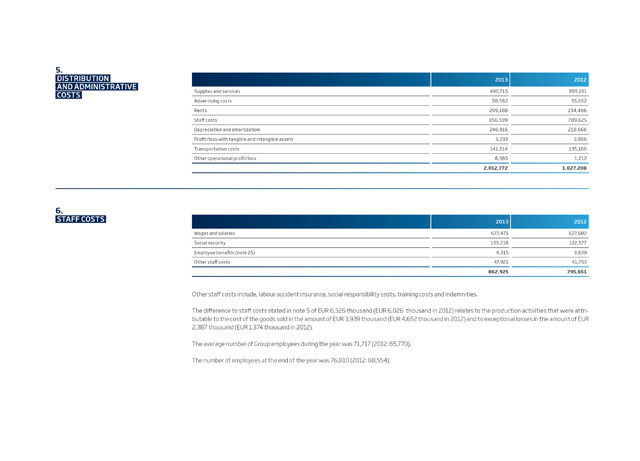 5.
DISTRIBUTION
AND ADMINISTRATIVE
COSTS
2013 2012
Supplies and services 430,715 390,151
Advertising costs 58,562 55,052
Rents 269,168 234,486
Staff costs 856,599 789,625
Depreciation and amortization 246,916 218,666
Profit/loss with tangible and intangible assets 3,233 2,856
Transportation costs 141,214 135,160
Other operational profit/loss 6,365 1,212
2,012,772 1,827,208
6.
STAFF COSTS
2013 2012
Wages and salaries 677,471 627,682
Social security 133,218 122,577
Employee benefits (note 25) 4,315 3,639
Other staff costs 47,921 41,753
862,925 795,651
Other staff costs include, labour accident insurance, social responsibility costs, training costs and indemnities.
The difference to staff costs stated in note 5 of EUR 6,326 thousand (EUR 6,026 thousand in 2012) relates to the production activities that were attri-
butable to the cost of the goods sold in the amount of EUR 3,939 thousand (EUR 4,652 thousand in 2012) and to exceptional losses in the amount of EUR
2,387 thousand (EUR 1,374 thousand in 2012).
The average number of Group employees during the year was 71,717 (2012: 65,770).
The number of employees at the end of the year was 76,810 (2012: 68,554).